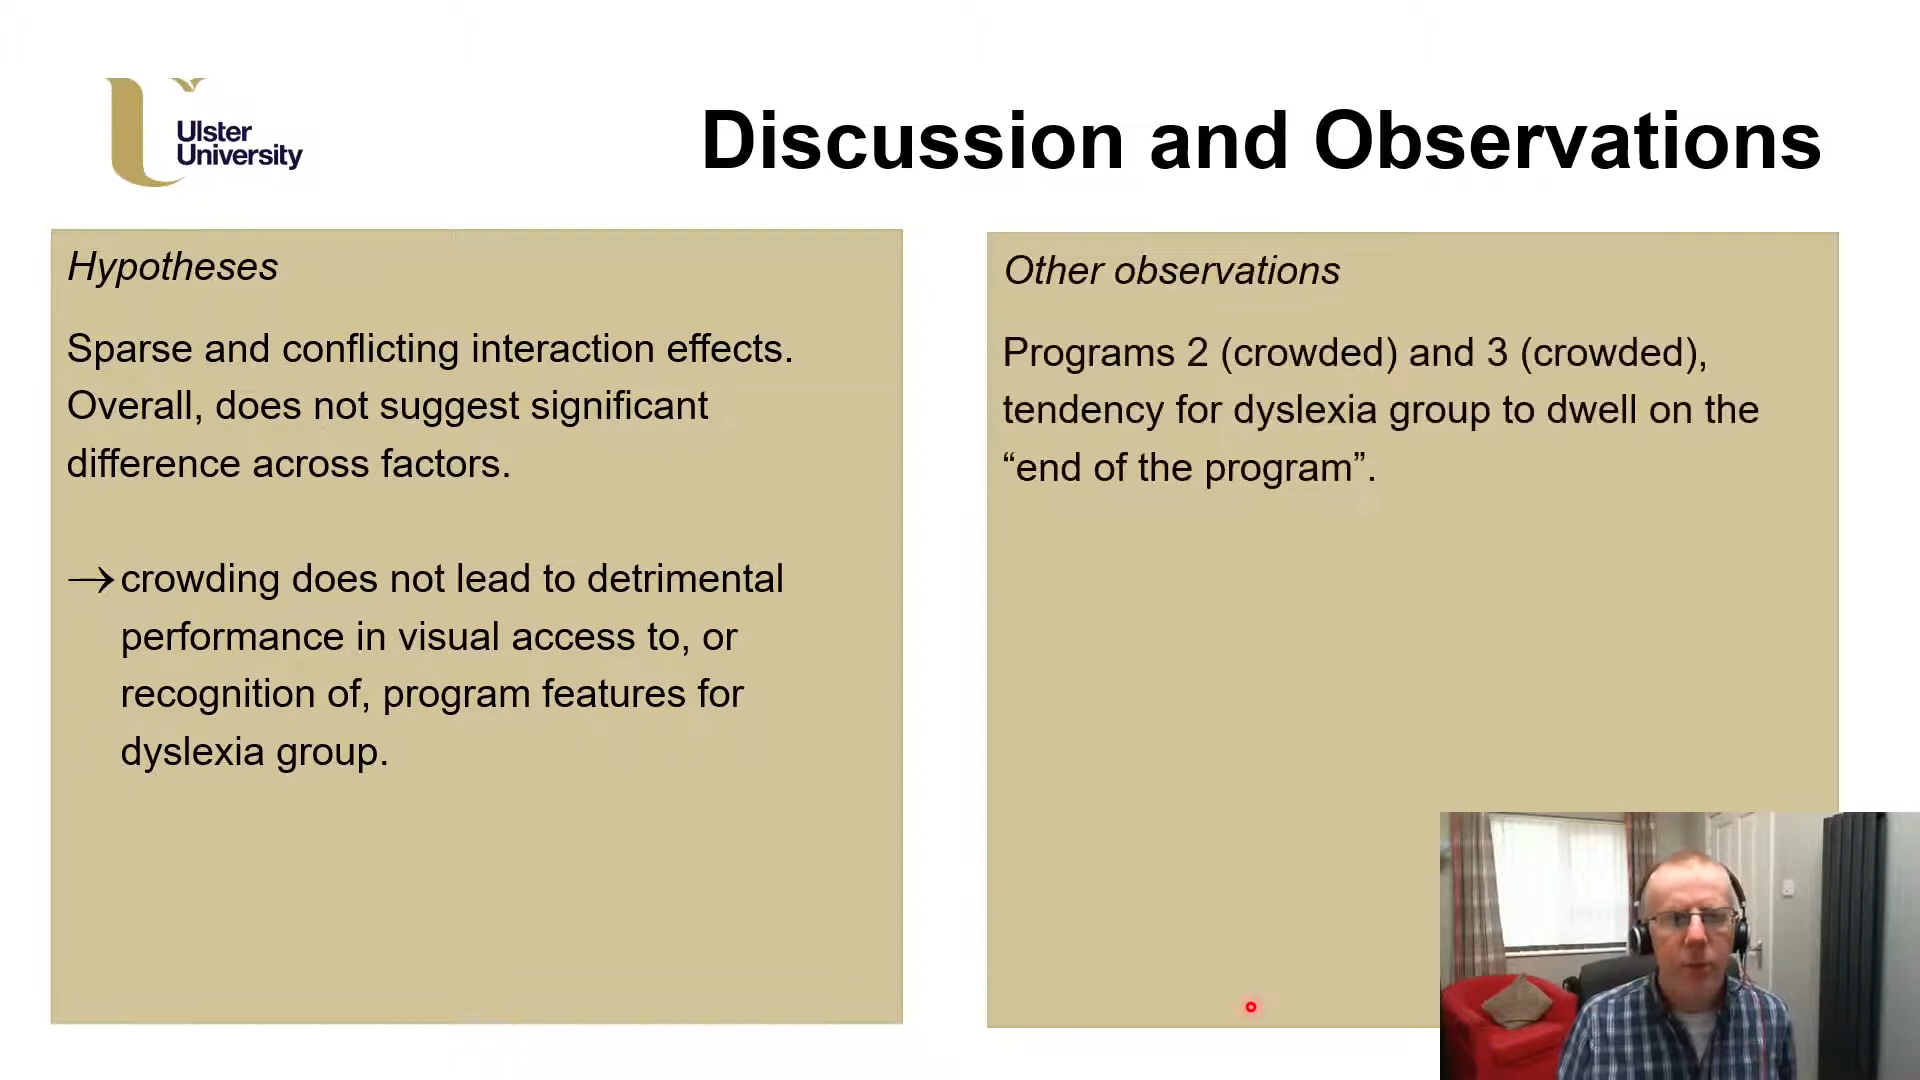 Ulster
University
Discussion and Observations
Hypotheses
Sparse and conflicting interaction effects.
Overall, does not suggest significant
difference across factors.
→crowding does not lead to detrimental
performance in visual access to, or
recognition of, program features for
dyslexia group.
Other observations
Programs 2 (crowded) and 3 (crowded),
tendency for dyslexia group to dwell on the
“end of the program”.